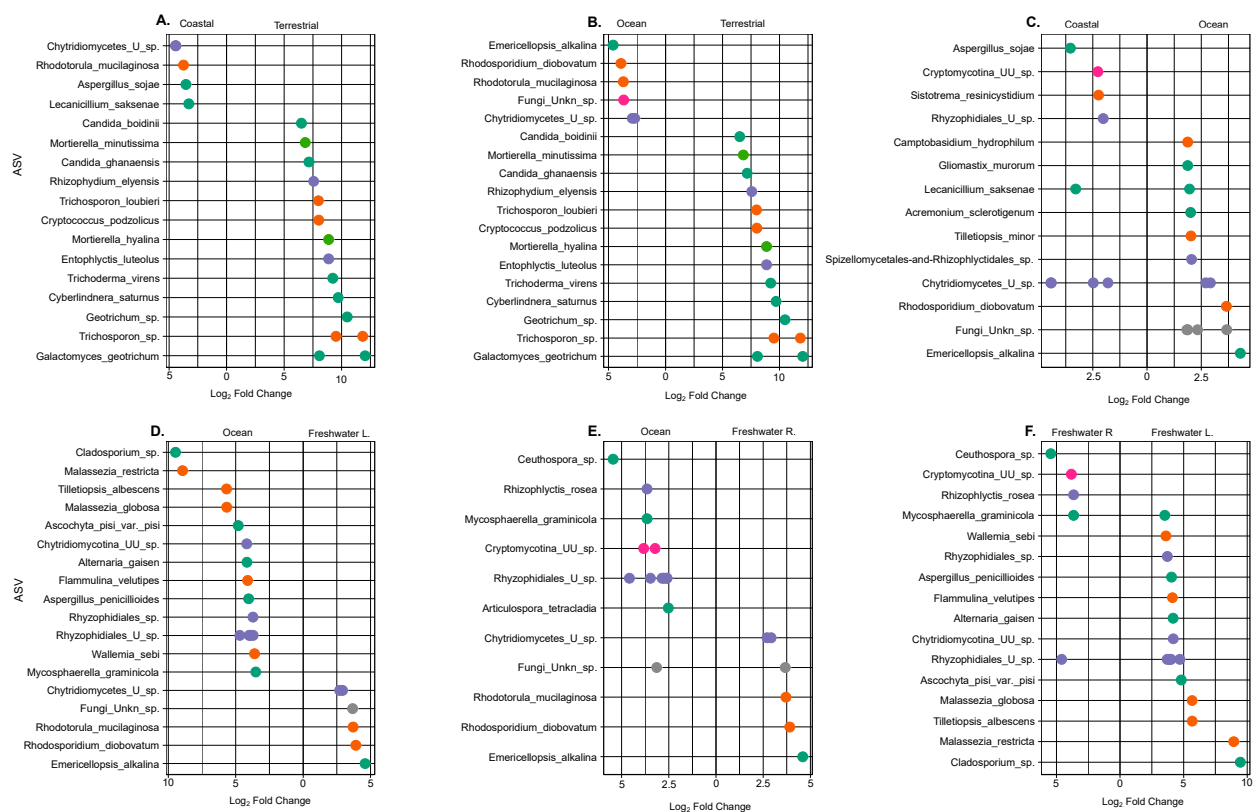 A.
Coastal
Terrestrial
ASV
Chytridiomycetes_U_sp.
Rhodotorula_mucilaginosa
Aspergillus_sojae
Lecanicillium_saksenae
Candida_boidinii
Mortierella_minutissima
Candida_ghanaensis
Rhizophydium_elyensis
Trichosporon_loubieri
Cryptococcus_podzolicus
Mortierella_hyalina
Entophlyctis_luteolus
Trichoderma_virens
Cyberlindnera_saturnus
Geotrichum_sp.
Trichosporon_sp.
Galactomyces_geotrichum
5 0 5 10
Log2 Fold Change
B.
Ocean
Terrestrial
Emericellopsis_alkalina
Rhodosporidium_diobovatum
Rhodotorula_mucilaginosa
Fungi_Unkn_sp.
Chytridiomycetes_U_sp.
Candida_boidinii
Mortierella_minutissima
Candida_ghanaensis
Rhizophydium_elyensis
Trichosporon_loubieri
Cryptococcus_podzolicus
Mortierella_hyalina
Entophlyctis_luteolus
Trichoderma_virens
Cyberlindnera_saturnus
Geotrichum_sp.
Trichosporon_sp.
Galactomyces_geotrichum
5 0 5 10
Log2 Fold Change
C.
Coastal
Ocean
Aspergillus_sojae
Cryptomycotina_UU_sp.
Sistotrema_resinicystidium
Rhyzophidiales_U_sp.
Camptobasidium_hydrophilum
Gliomastix_murorum
Lecanicillium_saksenae
Acremonium_sclerotigenum
Tilletiopsis_minor
Spizellomycetales-and-Rhizophlyctidales_sp.
Chytridiomycetes_U_sp.
Rhodosporidium_diobovatum
Fungi_Unkn_sp.
Emericellopsis_alkalina
2.5 0 2.5
Log2 Fold Change
D.
Ocean
Freshwater L.
ASV
Cladosporium_sp.
Malassezia_restricta
Tilletiopsis_albescens
Malassezia_globosa
Ascochyta_pisi_var._pisi
Chytridiomycotina_UU_sp.
Alternaria_gaisen
Flammulina_velutipes
Aspergillus_penicillioides
Rhyzophidiales_sp.
Rhyzophidiales_U_sp.
Wallemia_sebi
Mycosphaerella_graminicola
Chytridiomycetes_U_sp.
Fungi_Unkn_sp.
Rhodotorula_mucilaginosa
Rhodosporidium_diobovatum
Emericellopsis_alkalina
10 5 0 5
Log2 Fold Change
E.
Ocean
Freshwater R.
Ceuthospora_sp.
Rhizophlyctis_rosea
Mycosphaerella_graminicola
Cryptomycotina_UU_sp.
Rhyzophidiales_U_sp.
Articulospora_tetracladia
Chytridiomycetes_U_sp.
Fungi_Unkn_sp.
Rhodotorula_mucilaginosa
Rhodosporidium_diobovatum
Emericellopsis_alkalina
5 2.5 0 2.5 5
Log2 Fold Change
F.
Freshwater R
Freshwater L.
Ceuthospora_sp.
Cryptomycotina_UU_sp.
Rhizophlyctis_rosea
Mycosphaerella_graminicola
Wallemia_sebi
Rhyzophidiales_sp.
Aspergillus_penicillioides
Flammulina_velutipes
Alternaria_gaisen
Chytridiomycotina_UU_sp.
Rhyzophidiales_U_sp.
Ascochyta_pisi_var._pisi
Malassezia_globosa
Tilletiopsis_albescens
Malassezia_restricta
Cladosporium_sp.
5 0 5 10
Log2 Fold Change